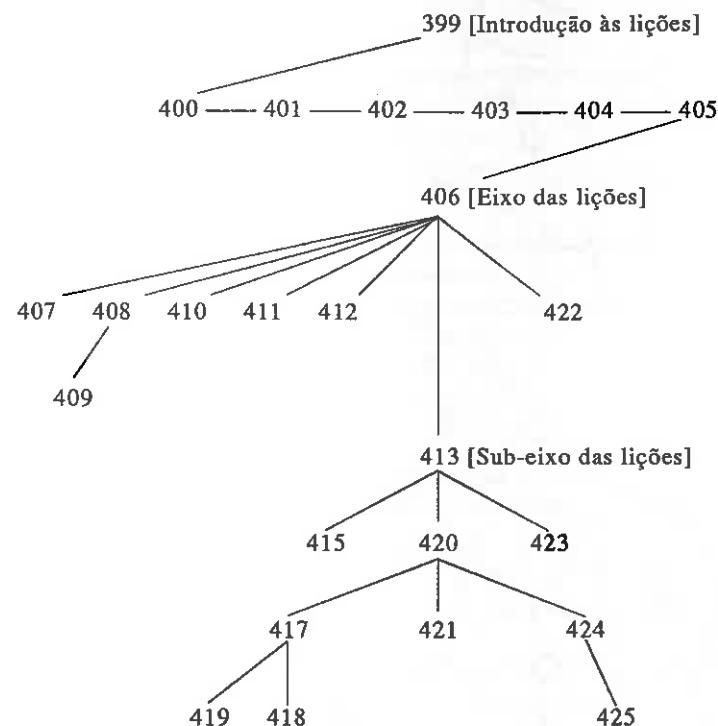 399 [Introdução às lições]
400 401 402 403 404 405
406 [Eixo das lições]
407 408 410 411 412 422
409
413 [Sub-eixo das lições]
415 420 423
417 421 424
419 418 425